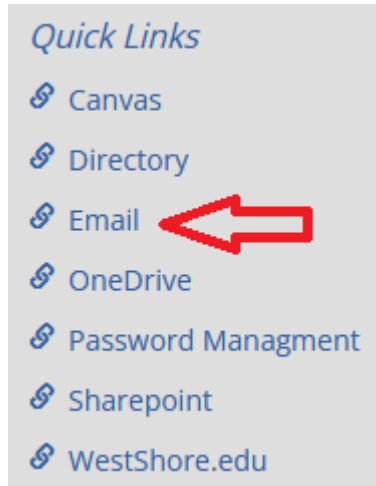 Quick Links
Canvas
Directory
Email
OneDrive
Password Managment
Sharepoint
WestShore.edu